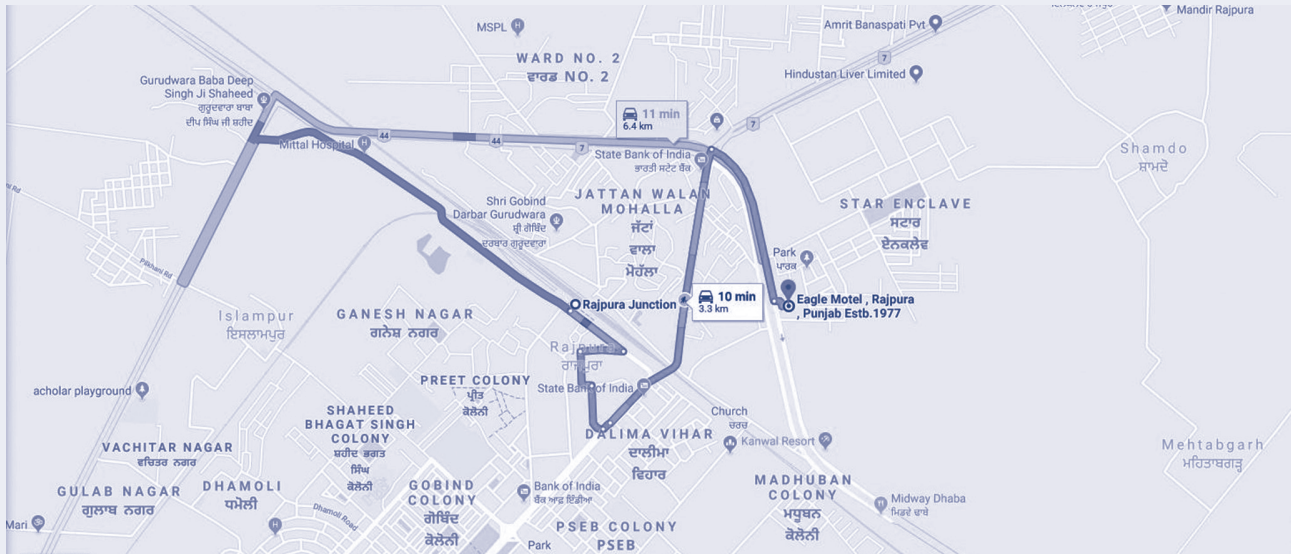 Mandir Rajpura
MSPL
Amrit Banaspati Pvt
WARD NO. 2
ਵਾਰਡ NO. 2
7
Hindustan Liver Limited
Gurudwara Baba Deep
Singh Ji Shaheed
ਗੁਰੂਦਵਾਰਾ ਬਾਬਾ
ਦੀਪ ਸਿੰਘ ਜੀ ਸ਼ਹੀਦ
11 min
6.4 km
7
44
44
7
Mittal Hospital
State Bank of India
ਭਾਰਤੀ ਸਟੇਟ ਬੈਂਕ
Shamdo
ਸ਼ਾਮਦੋ
JATTAN WALAN
MOHALLA
ਜੱਟਾਂ
ਵਾਲਾ
ਮੋਹੱਲਾ
Shri Gobind
Darbar Gurudwara
ਸ਼੍ਰੀ ਗੋਬਿੰਦ
ਦਰਬਾਰ ਗੁਰੂਦਵਾਰਾ
STAR ENCLAVE
ਸਟਾਰ
ਏਨਕਲੇਵ
Park
ਪਾਰਕ
Pilkhani Rd
Rajpura Junction
10 min
3.3 km
Eagle Motel , Rajpura
, Punjab Estb.1977
Islampur
ਇਸਲਾਮਪੁਰ
GANESH NAGAR
ਗਨੇਸ਼ ਨਗਰ
Rajpura
ਰਾਜਪੁਰਾ
State Bank of India
PREET COLONY
ਪ੍ਰੀਤ
ਕੋਲੋਨੀ
acholar playground
SHAHEED
BHAGAT SINGH
COLONY
ਸ਼ਹੀਦ ਭਗਤ
ਸਿੰਘ
ਕੋਲੋਨੀ
Church
ਚਰਚ
Kanwal Resort
DALIMA VIHAR
ਦਾਲੀਮਾ
ਵਿਹਾਰ
VACHITAR NAGAR
ਵਚਿਤਰ ਨਗਰ
Mehtabgarh
ਮਹਿਤਾਬਗੜ੍ਹ
GULAB NAGAR
ਗੁਲਾਬ ਨਗਰ
DHAMOLI
ਧਮੋਲੀ
Dhamoli Road
GOBIND
COLONY
ਗੋਬਿੰਦ
ਕੋਲੋਨੀ
Bank of India
ਬੈਂਕ ਆਫ਼ ਇੰਡੀਆ
MADHUBAN
COLONY
ਮਧੂਬਨ
ਕੋਲੋਨੀ
Midway Dhaba
ਮਿਡਵੇ ਢਾਬੇ
Mari
PSEB COLONY
PSEB
Park